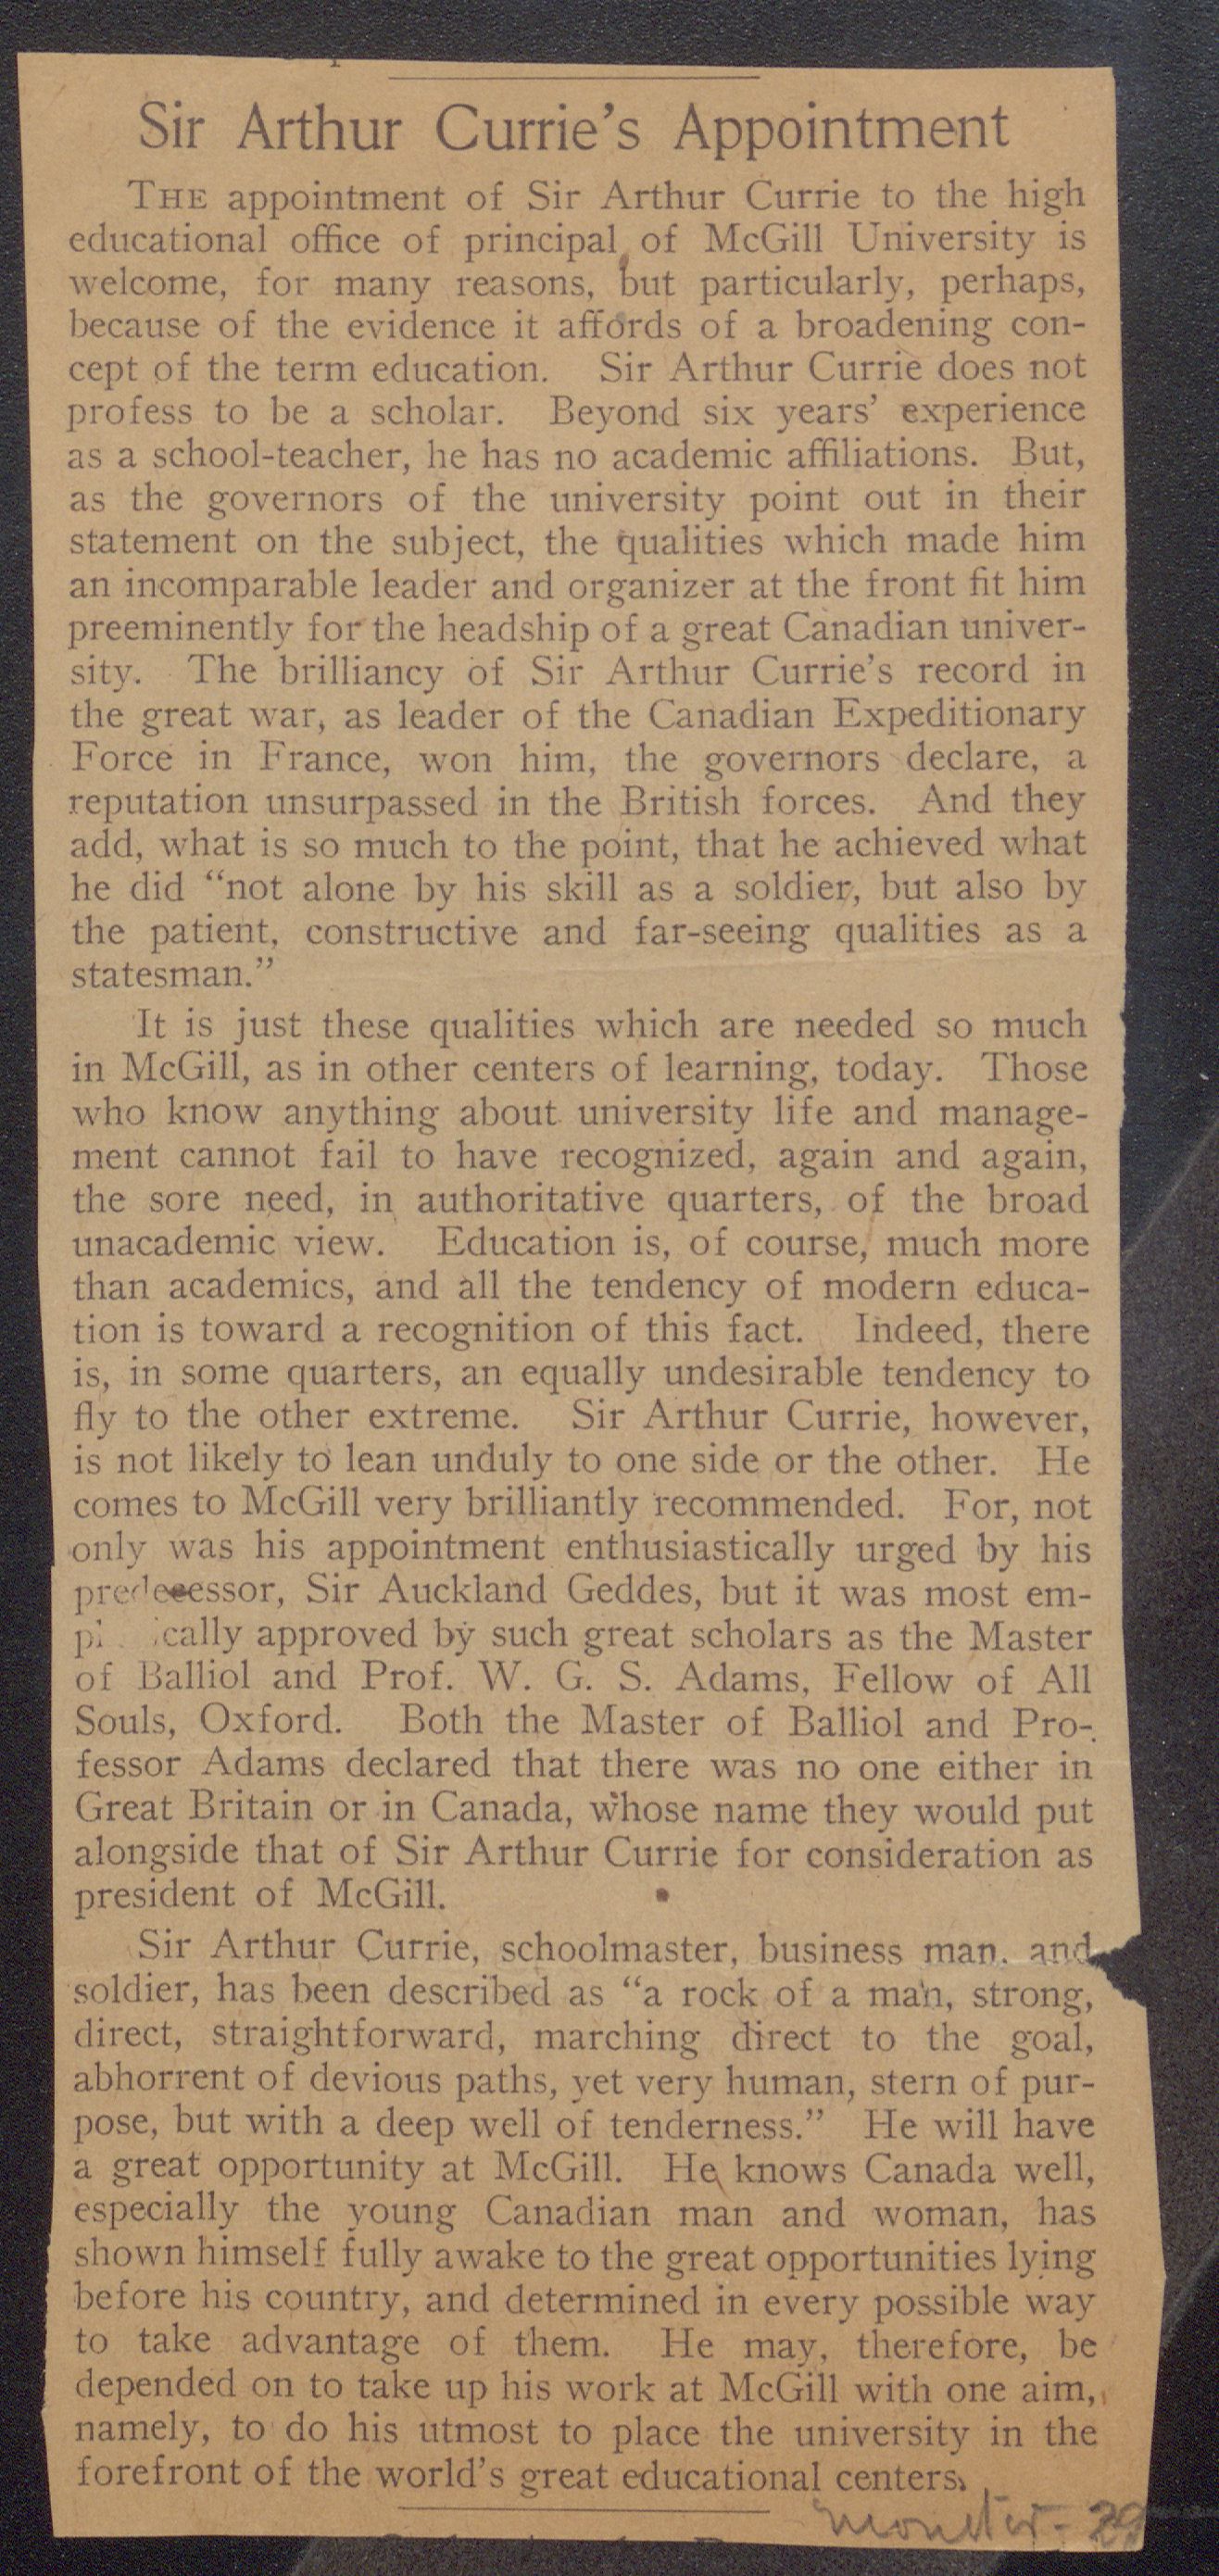 Sir Arthur Currie's Appointment
THE appointment of Sir Arthur Currie to the high
educational office of principal of McGill University is
welcome, for many reasons, but particularly, perhaps,
because of the evidence it affords of a broadening con-
cept of the term education. Sir Arthur Currie does not
profess to be a scholar. Beyond six years' experience
as a school-teacher, he has no academic affiliations. But,
as the governors of the university point out in their
statement on the subject, the qualities which made him
an incomparable leader and organizer at the front fit him
preeminently for the headship of a great Canadian univer-
sity. The brilliancy of Sir Arthur Currie's record in
the great war, as leader of the Canadian Expeditionary
Force in France, won him, the governors declare, a
reputation unsurpassed in the British forces. And they
add, what is so much to the point, that he achieved what
he did "not alone by his skill as a soldier, but also by
the patient, constructive and far-seeing qualities as a
statesman."
It is just these qualities which are needed so much
in McGill, as in other centers of learning, today. Those
who know anything about university life and manage-
ment cannot fail to have recognized, again and again,
the sore need, in authoritative quarters, of the broad
unacademic view. Education is, of course, much more
than academics, and all the tendency of modern educa-
tion is toward a recognition of this fact. Indeed, there
is, in some quarters, an equally undesirable tendency to
fly to the other extreme. Sir Arthur Currie, however,
is not likely to lean unduly to one side or the other. He
comes to McGill very brilliantly recommended. For, not
only was his appointment enthusiastically urged by his
predecessor, Sir Auckland Geddes, but it was most em-
cally approved by such great scholars as the Master
of Balliol and Prof. W. G. S. Adams, Fellow of All
Souls, Oxford. Both the Master of Balliol and Pro-
fessor Adams declared that there was no one either in
Great Britain or in Canada, whose name they would put
alongside that of Sir Arthur Currie for consideration as
president of McGill.
Sir Arthur Currie, schoolmaster, business man, and
soldier, has been described as "a rock of a man, strong,
direct, straightforward, marching direct to the goal,
abhorrent of devious paths, yet very human, stern of pur-
pose, but with a deep well of tenderness." He will have
a great opportunity at McGill. He knows Canada well,
especially the young Canadian man and woman, has
shown himself fully awake to the great opportunities lying
before his country, and determined in every possible way
to take advantage of them. He may, therefore, be
depended on to take up his work at McGill with one aim,
namely, to do his utmost to place the university in the
forefront of the world's great educational centers.